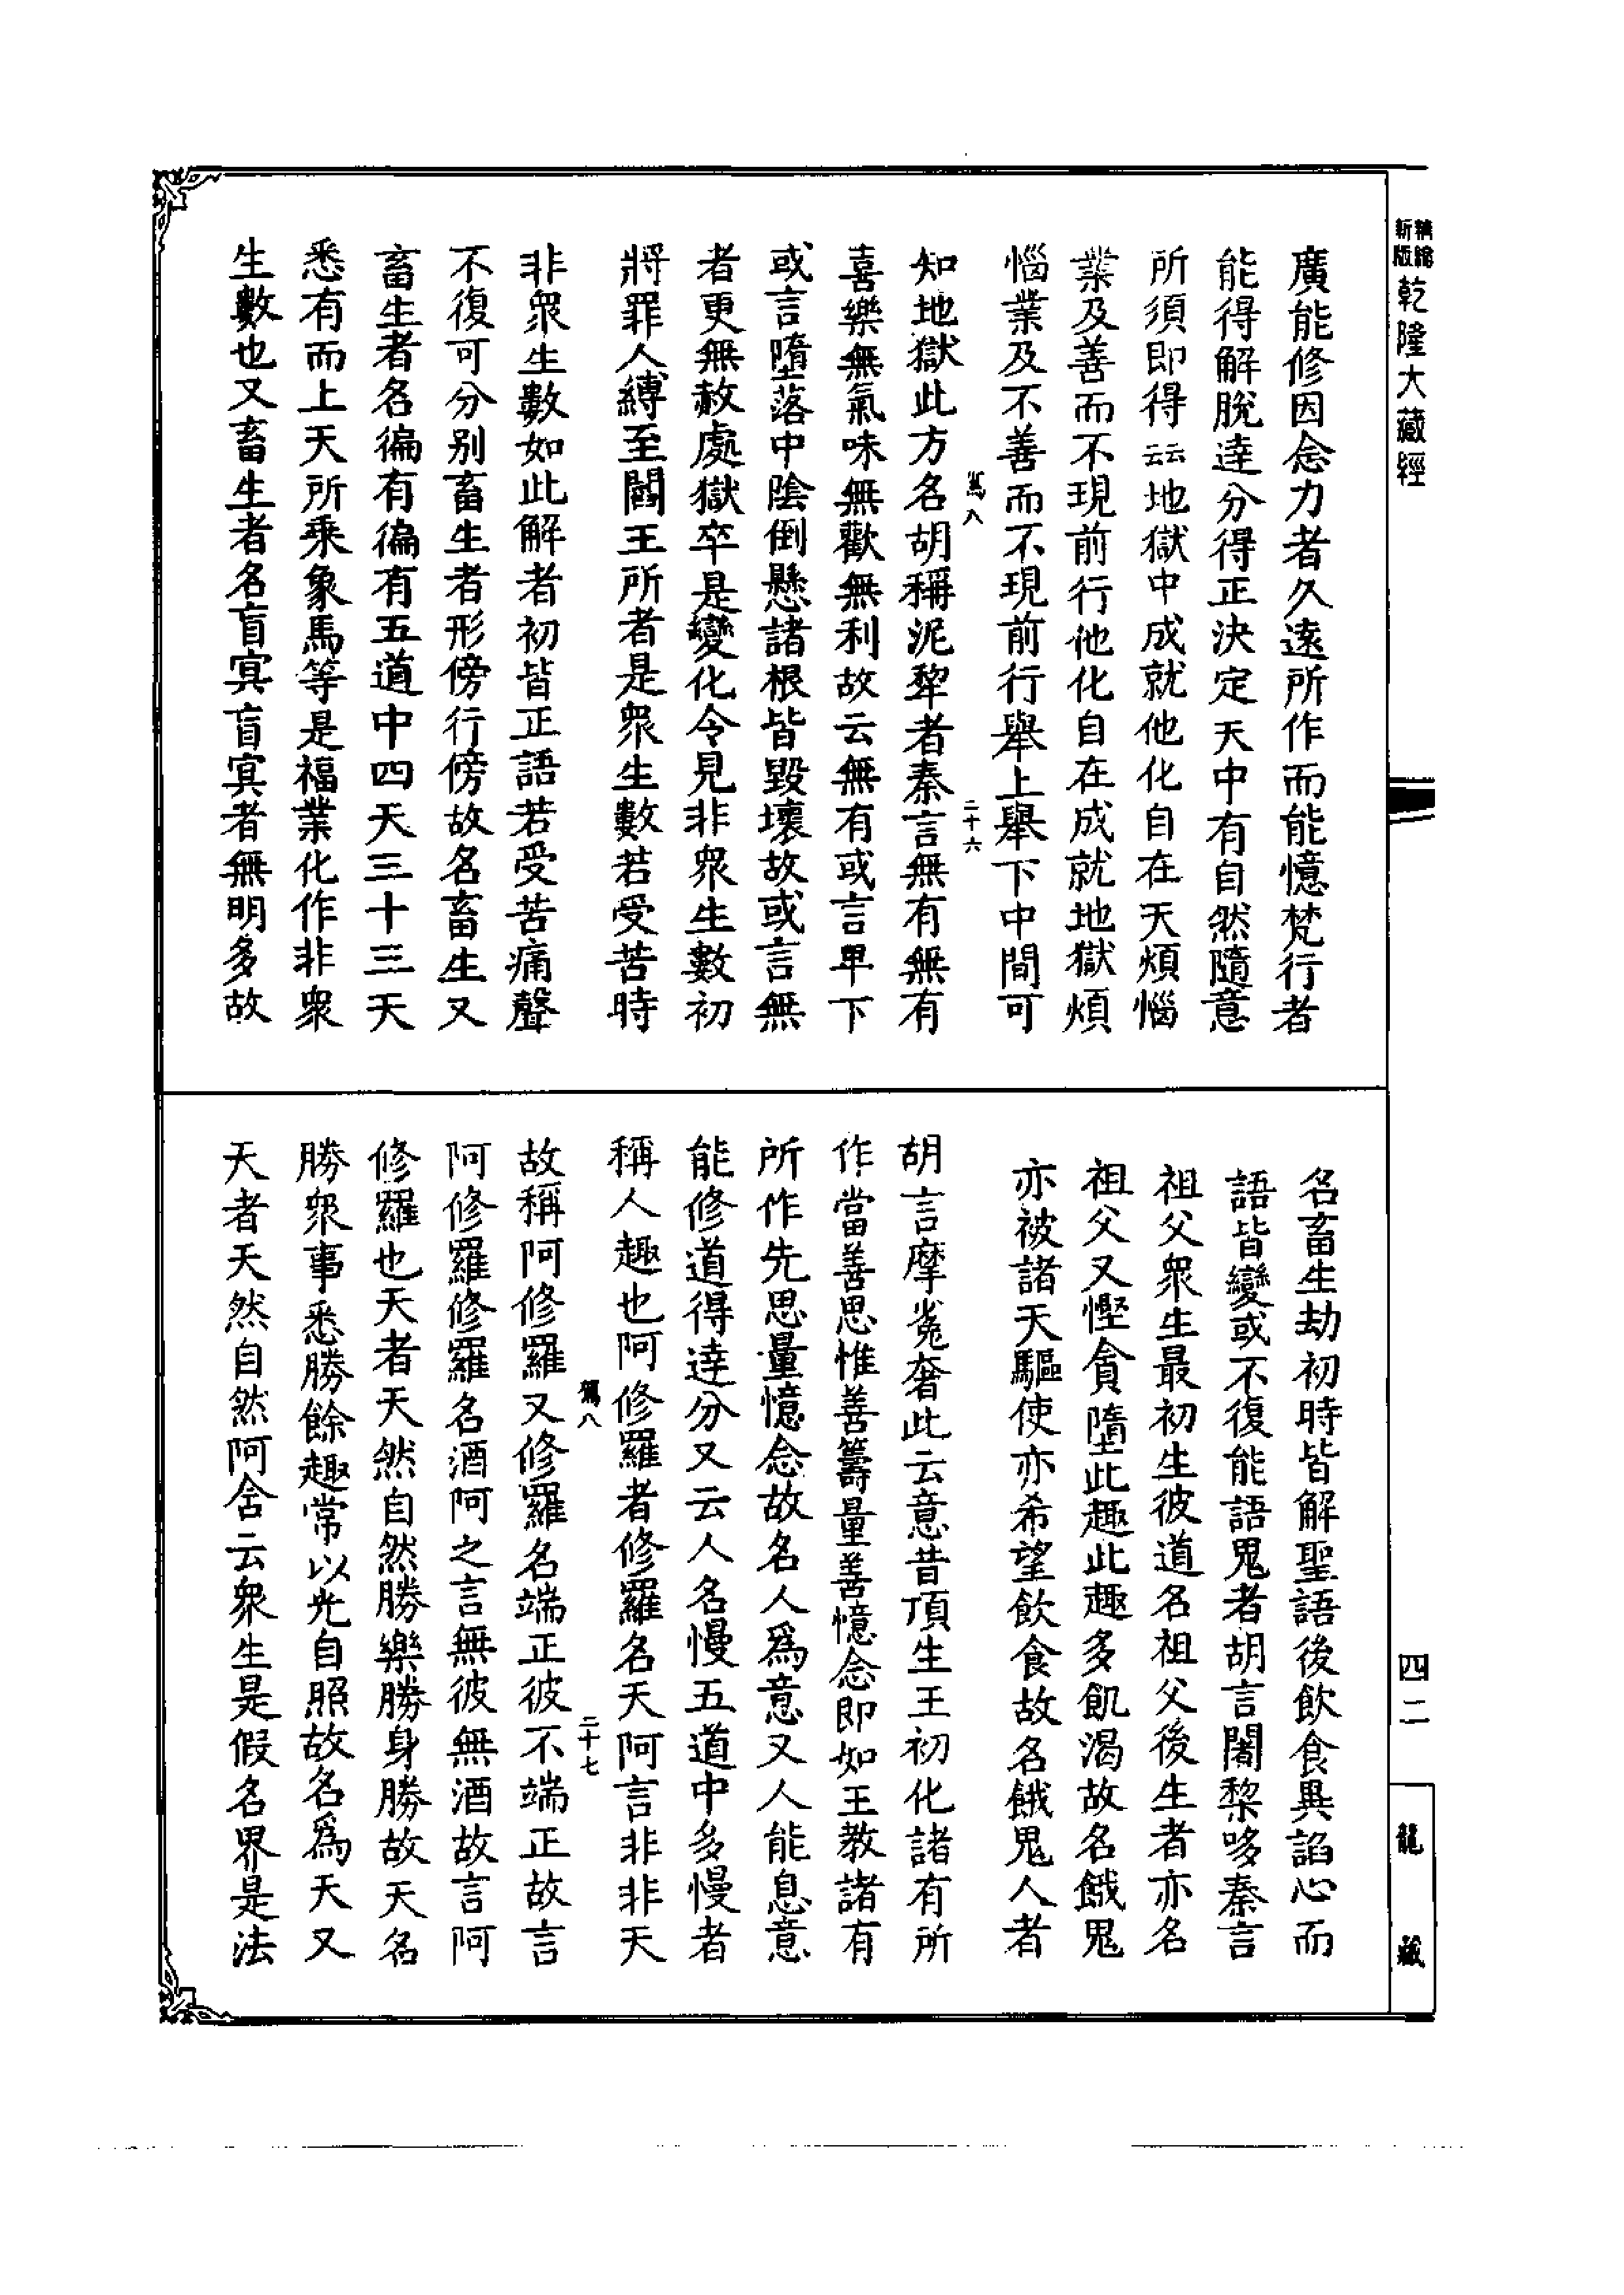 新版精縮乾隆大藏經
廣能修因念力者久遠所作而能憶梵行者
能得解脫達分得正決定天中有自然隨意
所須即得云云地獄中成就他化自在天煩惱
業及善而不現前行他化自在成就地獄煩
惱業及不善而不現前行舉上舉下中間可
駕八
二十六
知地獄此方名胡稱泥犂者秦言無有無有
喜樂無氣味無歡無利故云無有或言卑下
或言墮落中陰倒懸諸根皆毀壞故或言無
者更無赦處獄卒是變化令見非眾生數初
將罪人縛至閻王所者是眾生數若受苦時
非眾生數如此解者初皆正語若受苦痛聲
不復可分別畜生者形傍行傍故名畜生又
畜生者名徧有徧有五道中四天三十三天
悉有而上天所乘象馬等是福業化作非眾
生數也又畜生者名盲冥盲冥者無明多故
名畜生劫初時皆解聖語後飲食異諂心而
語皆變或不復能語鬼者胡言闍黎哆秦言
祖父眾生最初生彼道名祖父後生者亦名
祖父又慳貪墮此趣此趣多飢渴故名餓鬼
亦被諸天驅使亦希望飲食故名餓鬼人者
胡言摩㝹奢此云意昔頂生王初化諸有所
作當善思惟善籌量善憶念即如王教諸有
所作先思量憶念故名人為意又人能息意
能修道得達分又云人名慢五道中多慢者
稱人趣也阿修羅者修羅名天阿言非非天
駕八
二十七
故稱阿修羅又修羅名端正彼不端正故言
阿修羅修羅名酒阿之言無彼無酒故言阿
修羅也天者天然自然勝樂勝身勝故天名
勝眾事悉勝餘趣常以光自照故名為天又
天者天然自然阿含云眾生是假名界是法
四二
龍藏